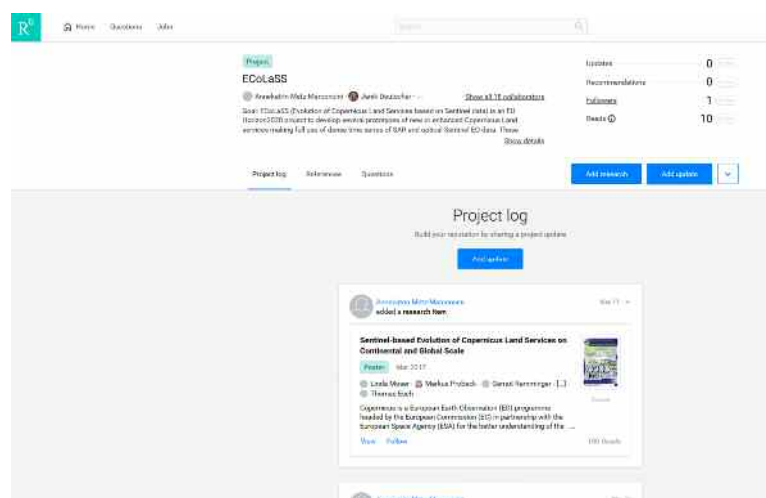 R⁶
Home Questions Jobs
Search
Project
ECoLaSS
Annekatrin Metz-Marconcini · Janik Deutscher · ...
Show all 18 collaborators
Goal: ECoLaSS (Evolution of Copernicus Land Services based on Sentinel data) is an EU
Horizon2020 project to develop several prototypes of new or enhanced Copernicus Land
services making full use of dense time series of SAR and optical Sentinel EO data. These
Show details
Updates 0
Recommendations 0
Followers 1
Reads 10
Project log References Questions
Add research Add update
Project log
Build your reputation by sharing a project update
Add update
Annekatrin Metz-Marconcini
added a research item
Sentinel-based Evolution of Copernicus Land Services on
Continental and Global Scale
Poster Mar 2017
Linda Moser · Markus Probeck · Gernot Ramminger · [...]
Thomas Esch
Copernicus is a European Earth Observation (EO) programme
headed by the European Commission (EC) in partnership with the
European Space Agency (ESA) for the better understanding of the ...
View Follow
Reads